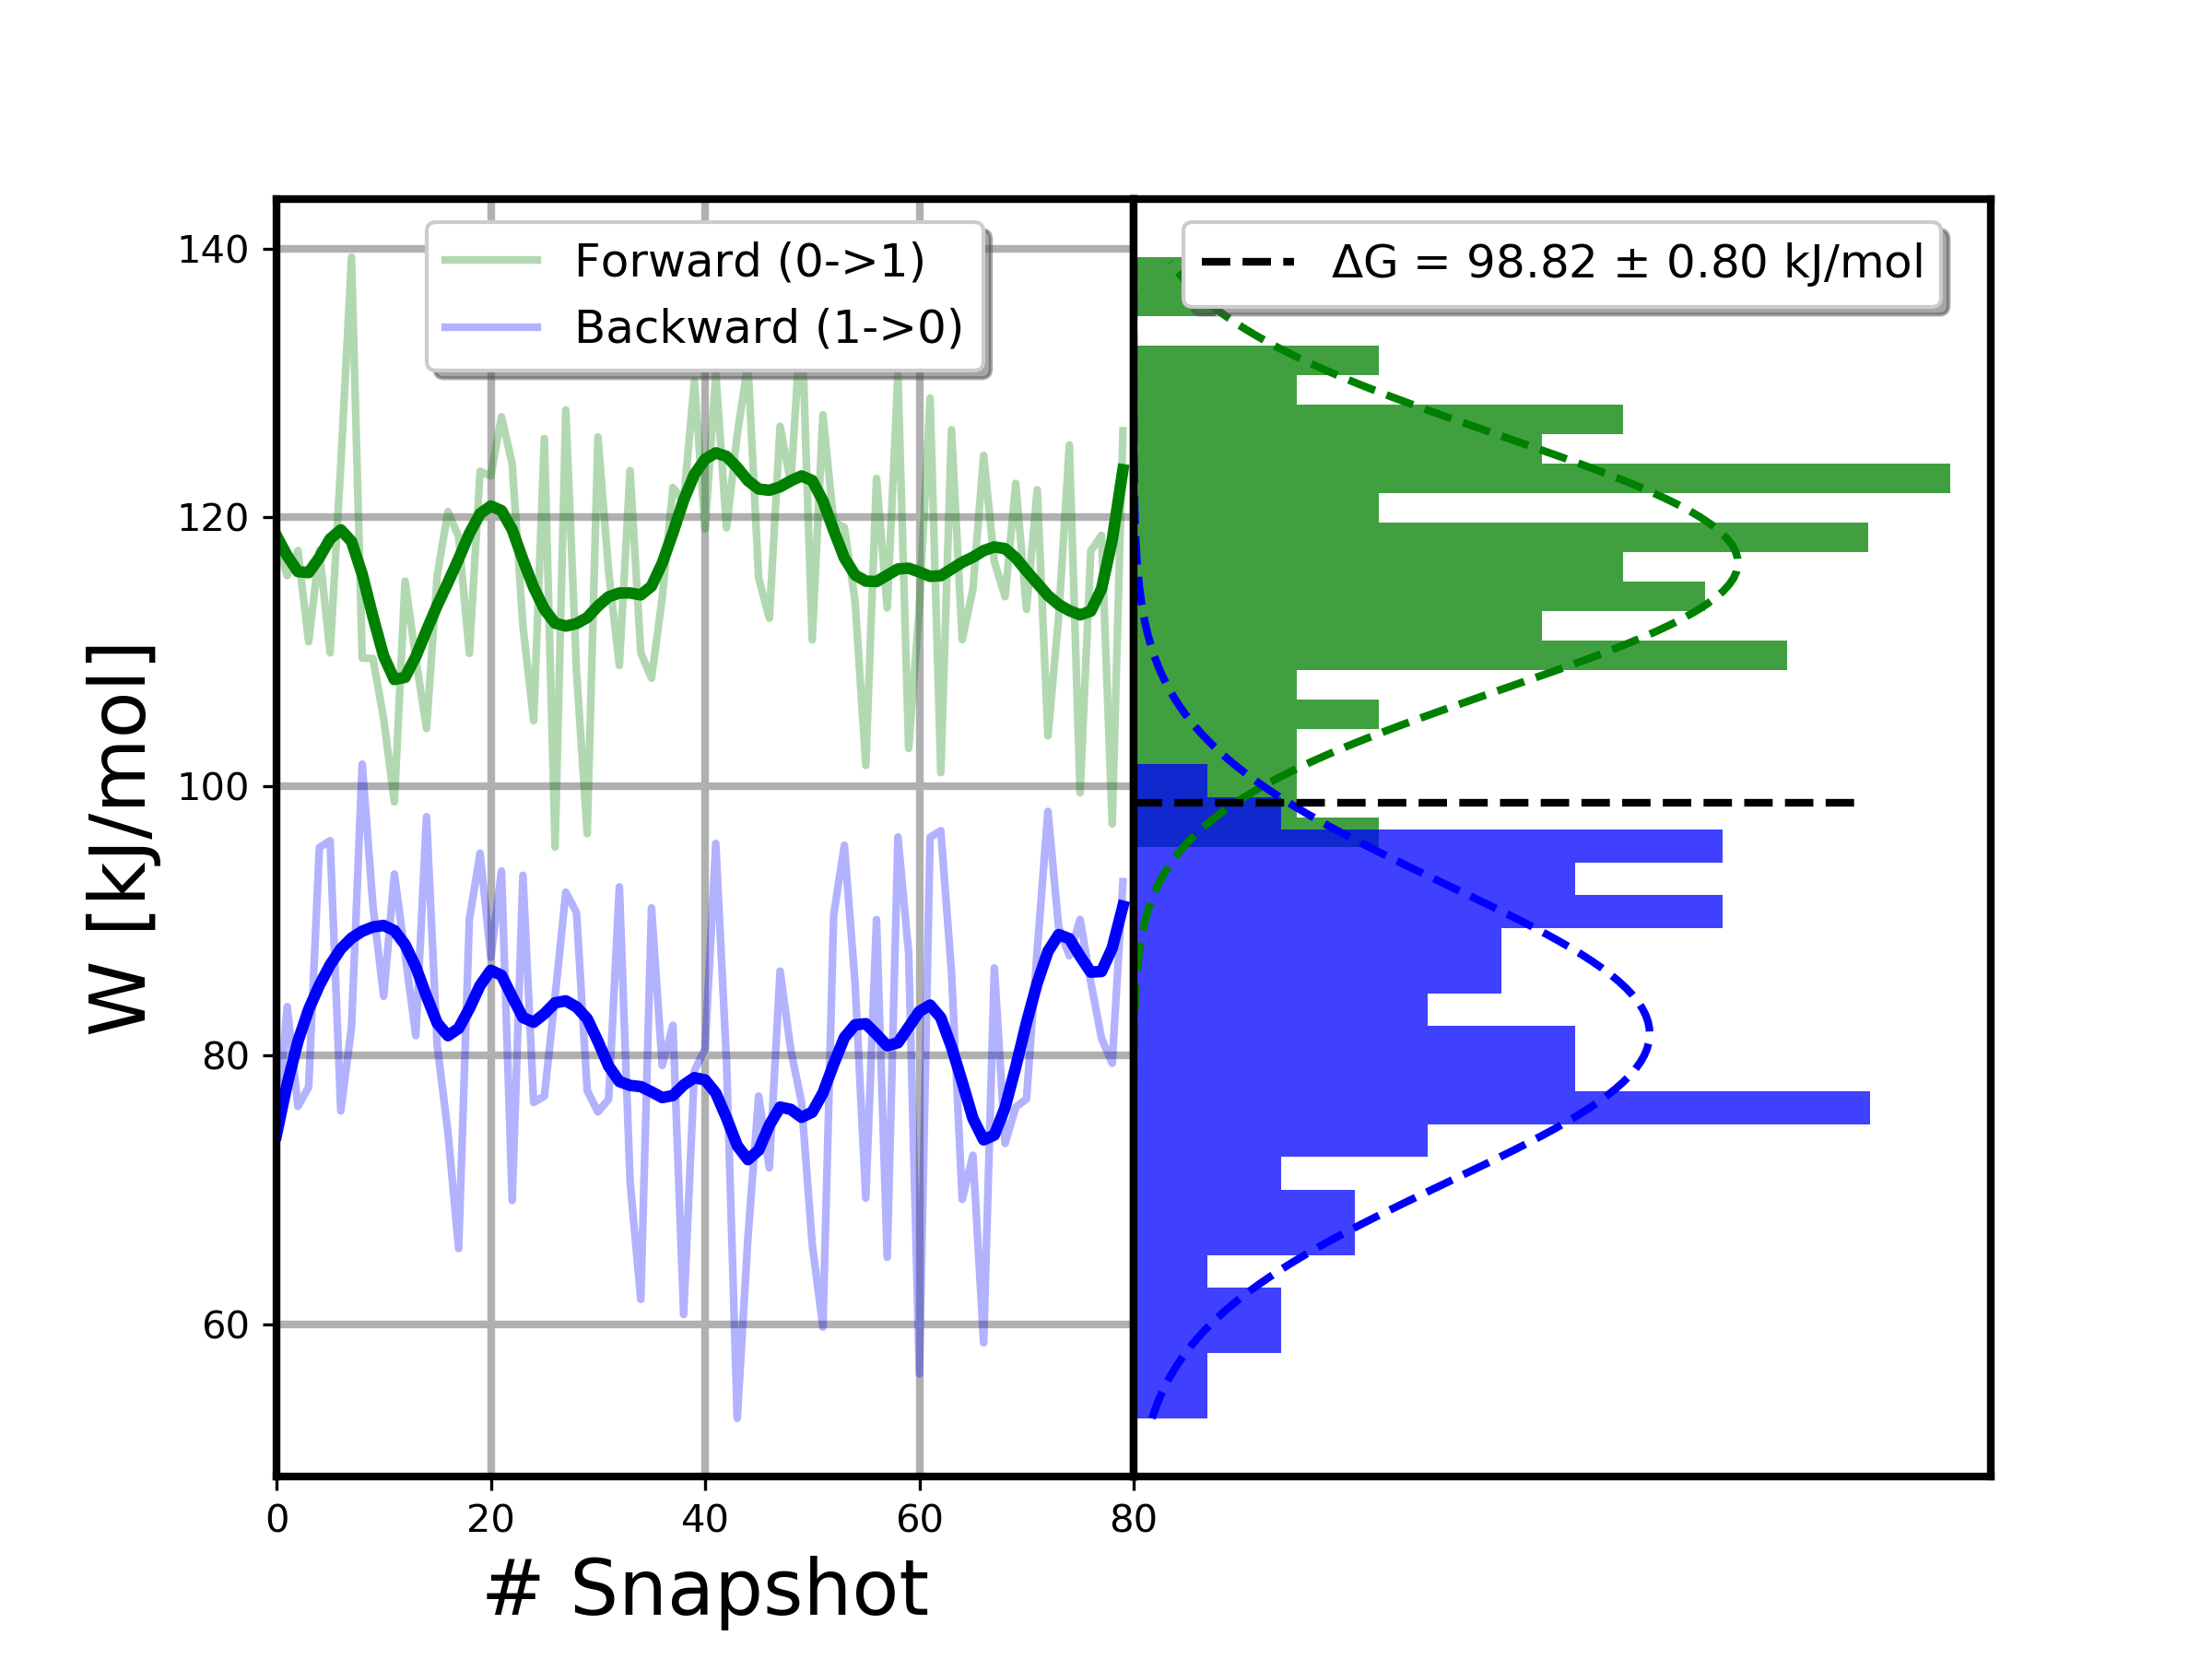 Forward (0->1)
Backward (1->0)
ΔG = 98.82 ± 0.80 kJ/mol
W [kJ/mol]
140
120
100
80
60
0 20 40 60 80
# Snapshot